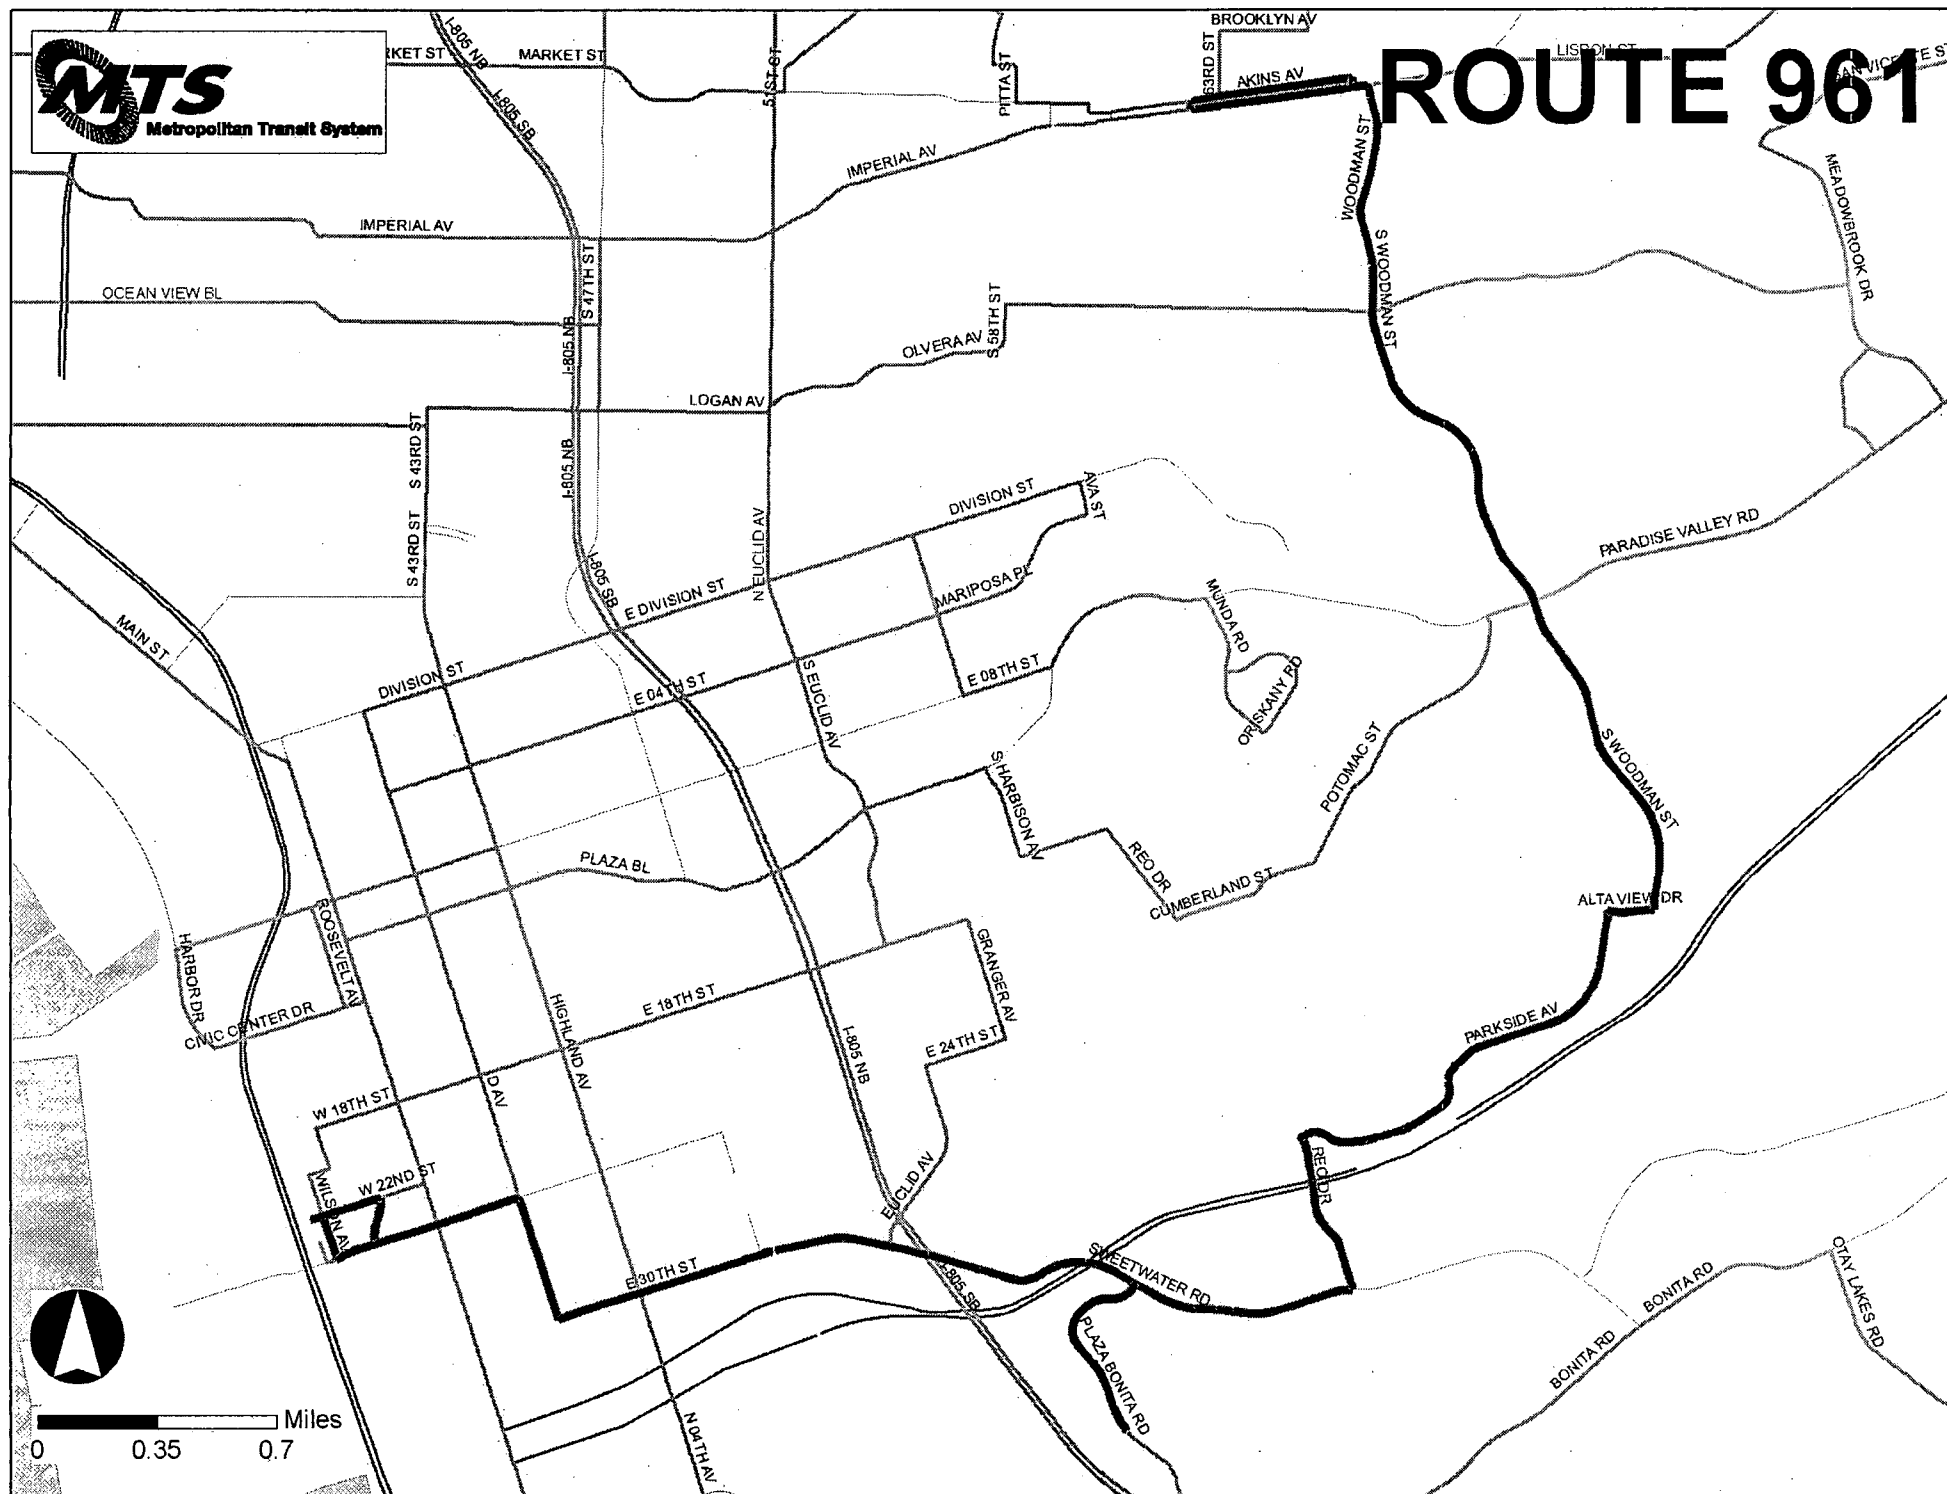 BROOKLYN AV
I-805 NB
RKET ST
MARKET ST
51ST ST
PITTA ST
63RD ST
AKINS AV
LISBON ST
ROUTE 961
MTS
Metropolitan Transit System
I-805 SB
IMPERIAL AV
WOODMAN ST
MEADOWBROOK DR
IMPERIAL AV
S 47TH ST
S WOODMAN ST
OCEAN VIEW BL
I-805 NB
OLVERA AV
S 58TH ST
LOGAN AV
S 43RD ST
I-805 NB
DIVISION ST
AVA ST
S 43RD ST
N EUCLID AV
PARADISE VALLEY RD
I-805 SB
E DIVISION ST
MARIPOSA PL
MUNDA RD
MAIN ST
DIVISION ST
E 04TH ST
S EUCLID AV
E 08TH ST
ORISKANY RD
POTOMAC ST
S WOODMAN ST
S HARBISON AV
PLAZA BL
REO DR
CUMBERLAND ST
ALTA VIEW DR
ROOSEVELT AV
HARBOR DR
CIVIC CENTER DR
HIGHLAND AV
E 18TH ST
GRANGER AV
PARKSIDE AV
I-805 NB
E 24TH ST
W 18TH ST
D AV
W 22ND ST
WILSON AV
EUCLID AV
REO DR
E 30TH ST
I-805 SB
SWEETWATER RD
PLAZA BONITA RD
BONITA RD
OTAY LAKES RD
BONITA RD
N 04TH AV
Miles
0 0.35 0.7